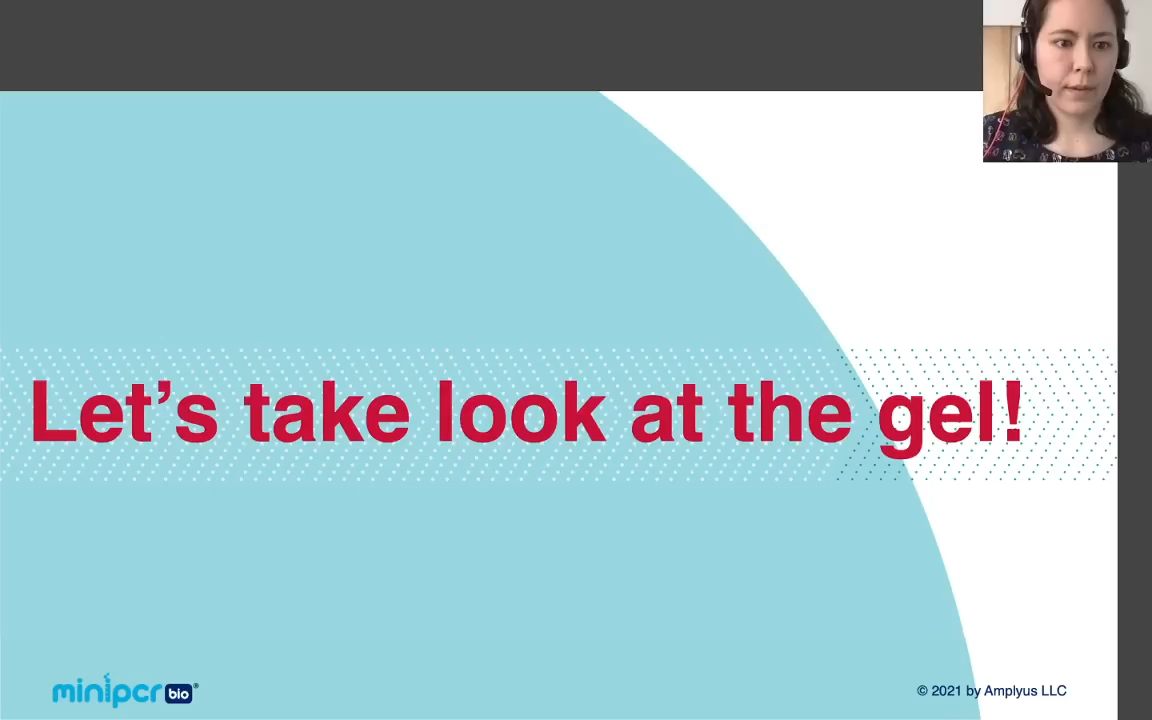 Let’s take look at the gel!
minipcr bio®
© 2021 by Amplyus LLC